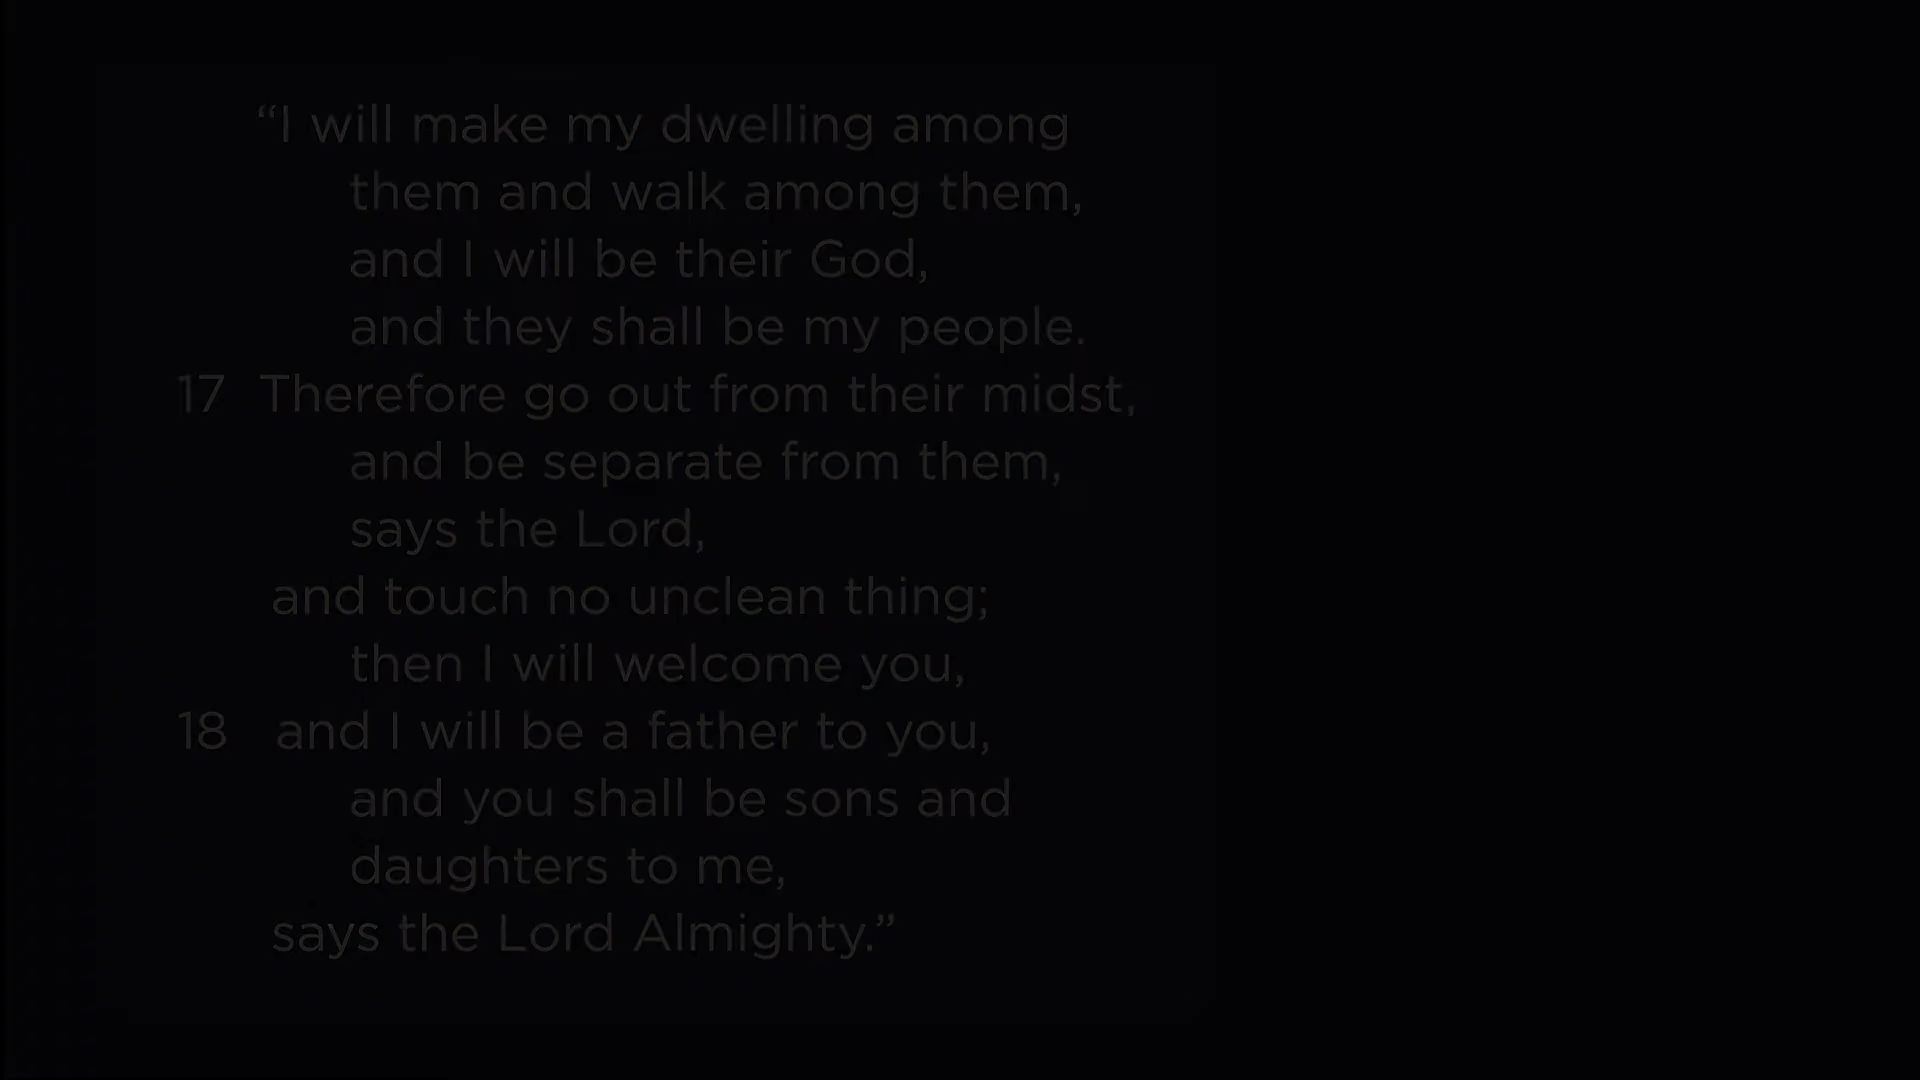 “I will make my dwelling among
them and walk among them,
and I will be their God,
and they shall be my people.
17 Therefore go out from their midst,
and be separate from them,
says the Lord,
and touch no unclean thing;
then I will welcome you,
18 and I will be a father to you,
and you shall be sons and
daughters to me,
says the Lord Almighty.”